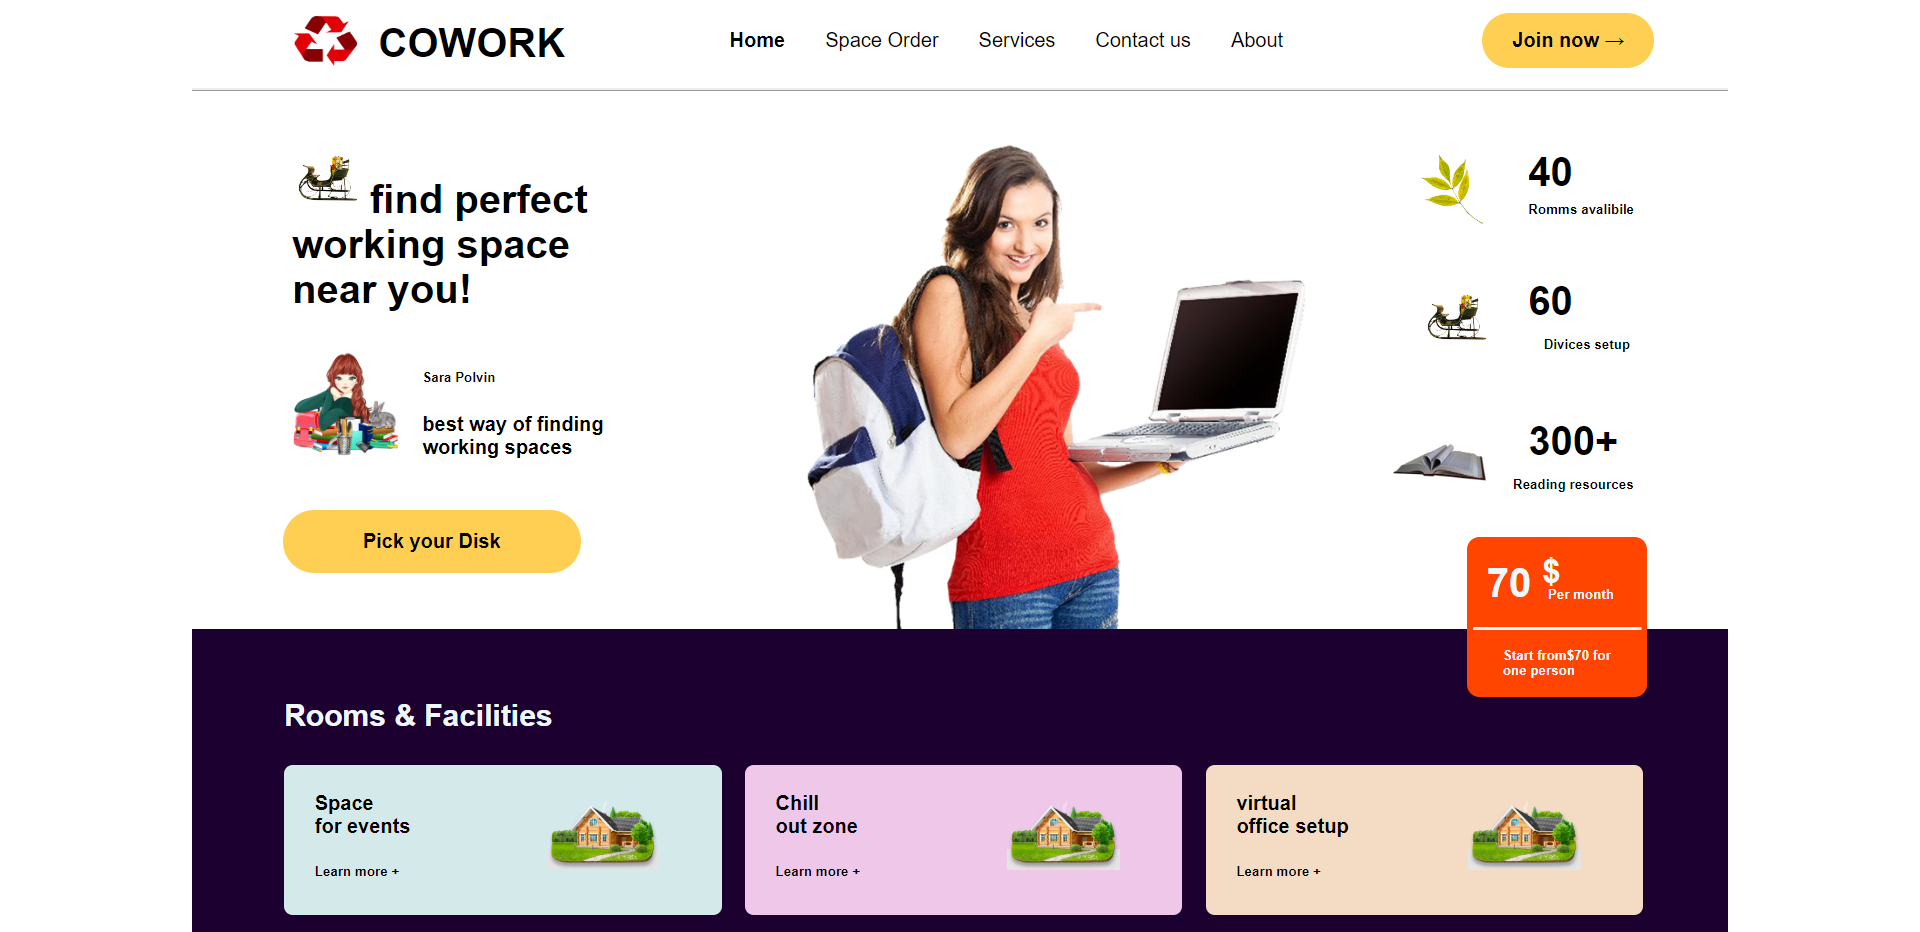 COWORK
Home
Space Order
Services
Contact us
About
Join now →
find perfect
working space
near you!
Sara Polvin
best way of finding
working spaces
Pick your Disk
40
Romms avalibile
60
Divices setup
300+
Reading resources
70 $
Per month
Start from$70 for
one person
Rooms & Facilities
Space
for events
Learn more +
Chill
out zone
Learn more +
virtual
office setup
Learn more +